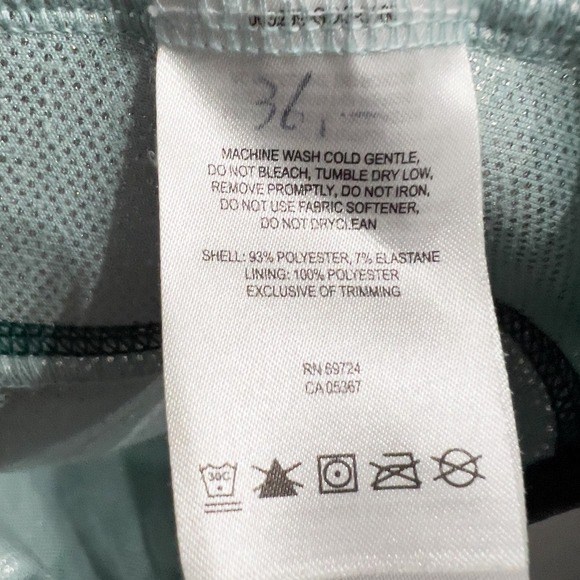 36,-
MACHINE WASH COLD GENTLE,
DO NOT BLEACH, TUMBLE DRY LOW,
REMOVE PROMPTLY, DO NOT IRON,
DO NOT USE FABRIC SOFTENER,
DO NOT DRYCLEAN
SHELL: 93% POLYESTER, 7% ELASTANE
LINING: 100% POLYESTER
EXCLUSIVE OF TRIMMING
RN 69724
CA 05367
30C